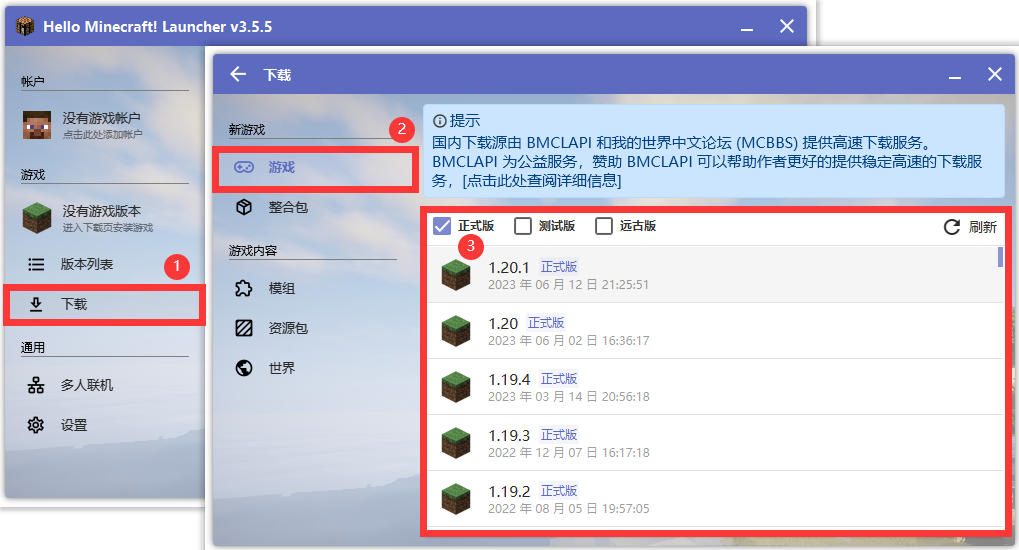 Hello Minecraft! Launcher v3.5.5
帐户
没有游戏帐户
点击此处添加帐户
游戏
没有游戏版本
进入下载页安装游戏
版本列表
1
下载
通用
多人联机
设置
下载
新游戏
2
游戏
整合包
游戏内容
模组
资源包
世界
提示
国内下载源由 BMCLAPI 和我的世界中文论坛 (MCBBS) 提供高速下载服务。
BMCLAPI 为公益服务，赞助 BMCLAPI 可以帮助作者更好的提供稳定高速的下载服
务，[点击此处查阅详细信息]
正式版 测试版 远古版 刷新
3
1.20.1 正式版
2023 年 06 月 12 日 21:25:51
1.20 正式版
2023 年 06 月 02 日 16:36:17
1.19.4 正式版
2023 年 03 月 14 日 20:56:18
1.19.3 正式版
2022 年 12 月 07 日 16:17:18
1.19.2 正式版
2022 年 08 月 05 日 19:57:05